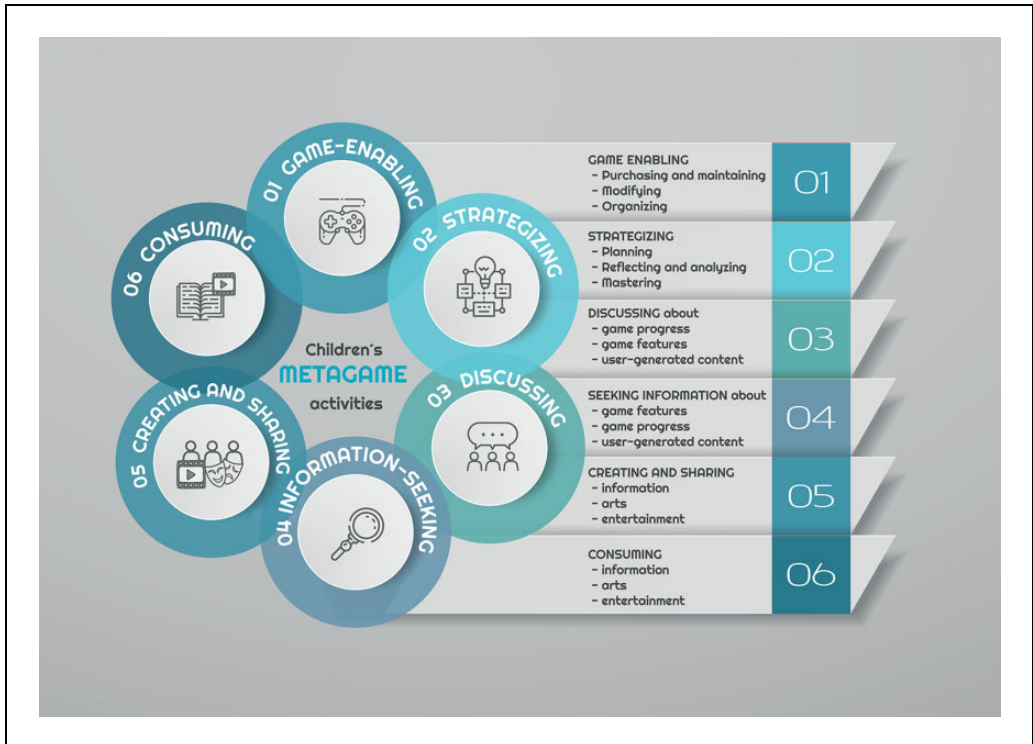 01 GAME-ENABLING
02 STRATEGIZING
03 DISCUSSING
04 INFORMATION-SEEKING
05 CREATING AND SHARING
06 CONSUMING
Children´s
METAGAME
activities
GAME ENABLING
- Purchasing and maintaining
- Modifying
- Organizing
01
STRATEGIZING
- Planning
- Reflecting and analyzing
- Mastering
02
DISCUSSING about
- game progress
- game features
- user-generated content
03
SEEKING INFORMATION about
- game features
- game progress
- user-generated content
04
CREATING AND SHARING
- information
- arts
- entertainment
05
CONSUMING
- information
- arts
- entertainment
06